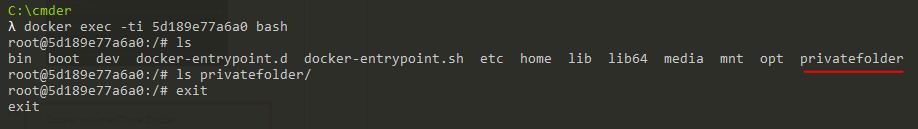 C:\cmder
λ docker exec -ti 5d189e77a6a0 bash
root@5d189e77a6a0:/# ls
bin  boot  dev  docker-entrypoint.d  docker-entrypoint.sh  etc  home  lib  lib64  media  mnt  opt  privatefolder
root@5d189e77a6a0:/# ls privatefolder/
root@5d189e77a6a0:/# exit
exit